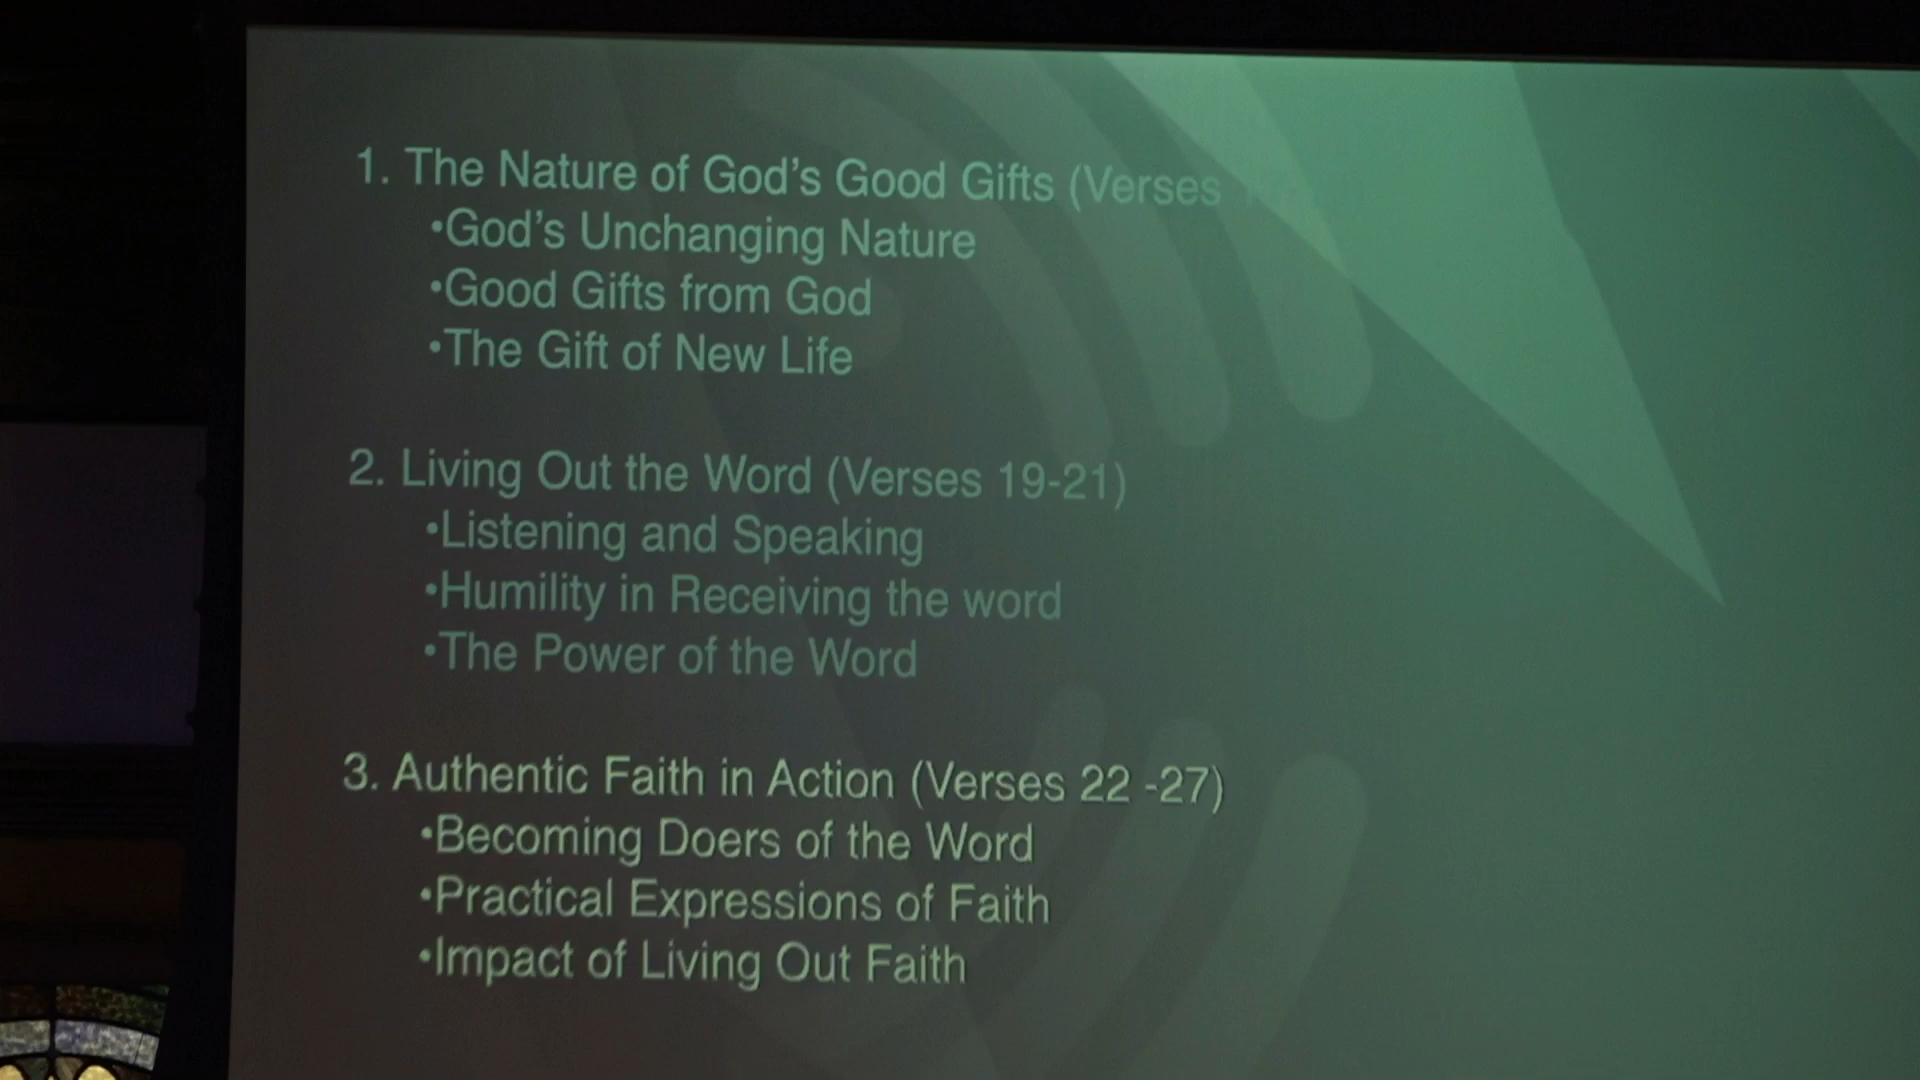 1. The Nature of God's Good Gifts (Verses
•God's Unchanging Nature
•Good Gifts from God
•The Gift of New Life
2. Living Out the Word (Verses 19-21)
•Listening and Speaking
•Humility in Receiving the word
•The Power of the Word
3. Authentic Faith in Action (Verses 22 -27)
•Becoming Doers of the Word
•Practical Expressions of Faith
•Impact of Living Out Faith